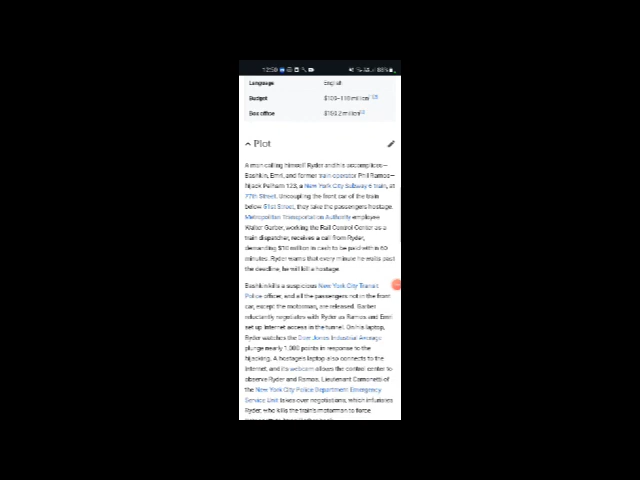 12:50
88%
Language English
Budget $100–110 million
Box office $150.2 million
Plot
A man calling himself Ryder and his accomplices—
Bashkin, Emri, and former train operator Phil Ramos—
hijack Pelham 123, a New York City Subway 6 train, at
77th Street. Uncoupling the front car of the train
below 51st Street, they take the passengers hostage.
Metropolitan Transportation Authority employee
Walter Garber, working the Rail Control Center as a
train dispatcher, receives a call from Ryder,
demanding $10 million in cash to be paid within 60
minutes. Ryder warns that every minute he waits past
the deadline, he will kill a hostage.
Bashkin kills a suspicious New York City Transit
Police officer, and all the passengers not in the front
car, except the motorman, are released. Garber
reluctantly negotiates with Ryder as Ramos and Emri
set up Internet access in the tunnel. On his laptop,
Ryder watches the Dow Jones Industrial Average
plunge nearly 1,000 points in response to the
hijacking. A hostage's laptop also connects to the
Internet, and its webcam allows the control center to
observe Ryder and Ramos. Lieutenant Camonetti of
the New York City Police Department Emergency
Service Unit takes over negotiations, which infuriates
Ryder, who kills the train's motorman to force